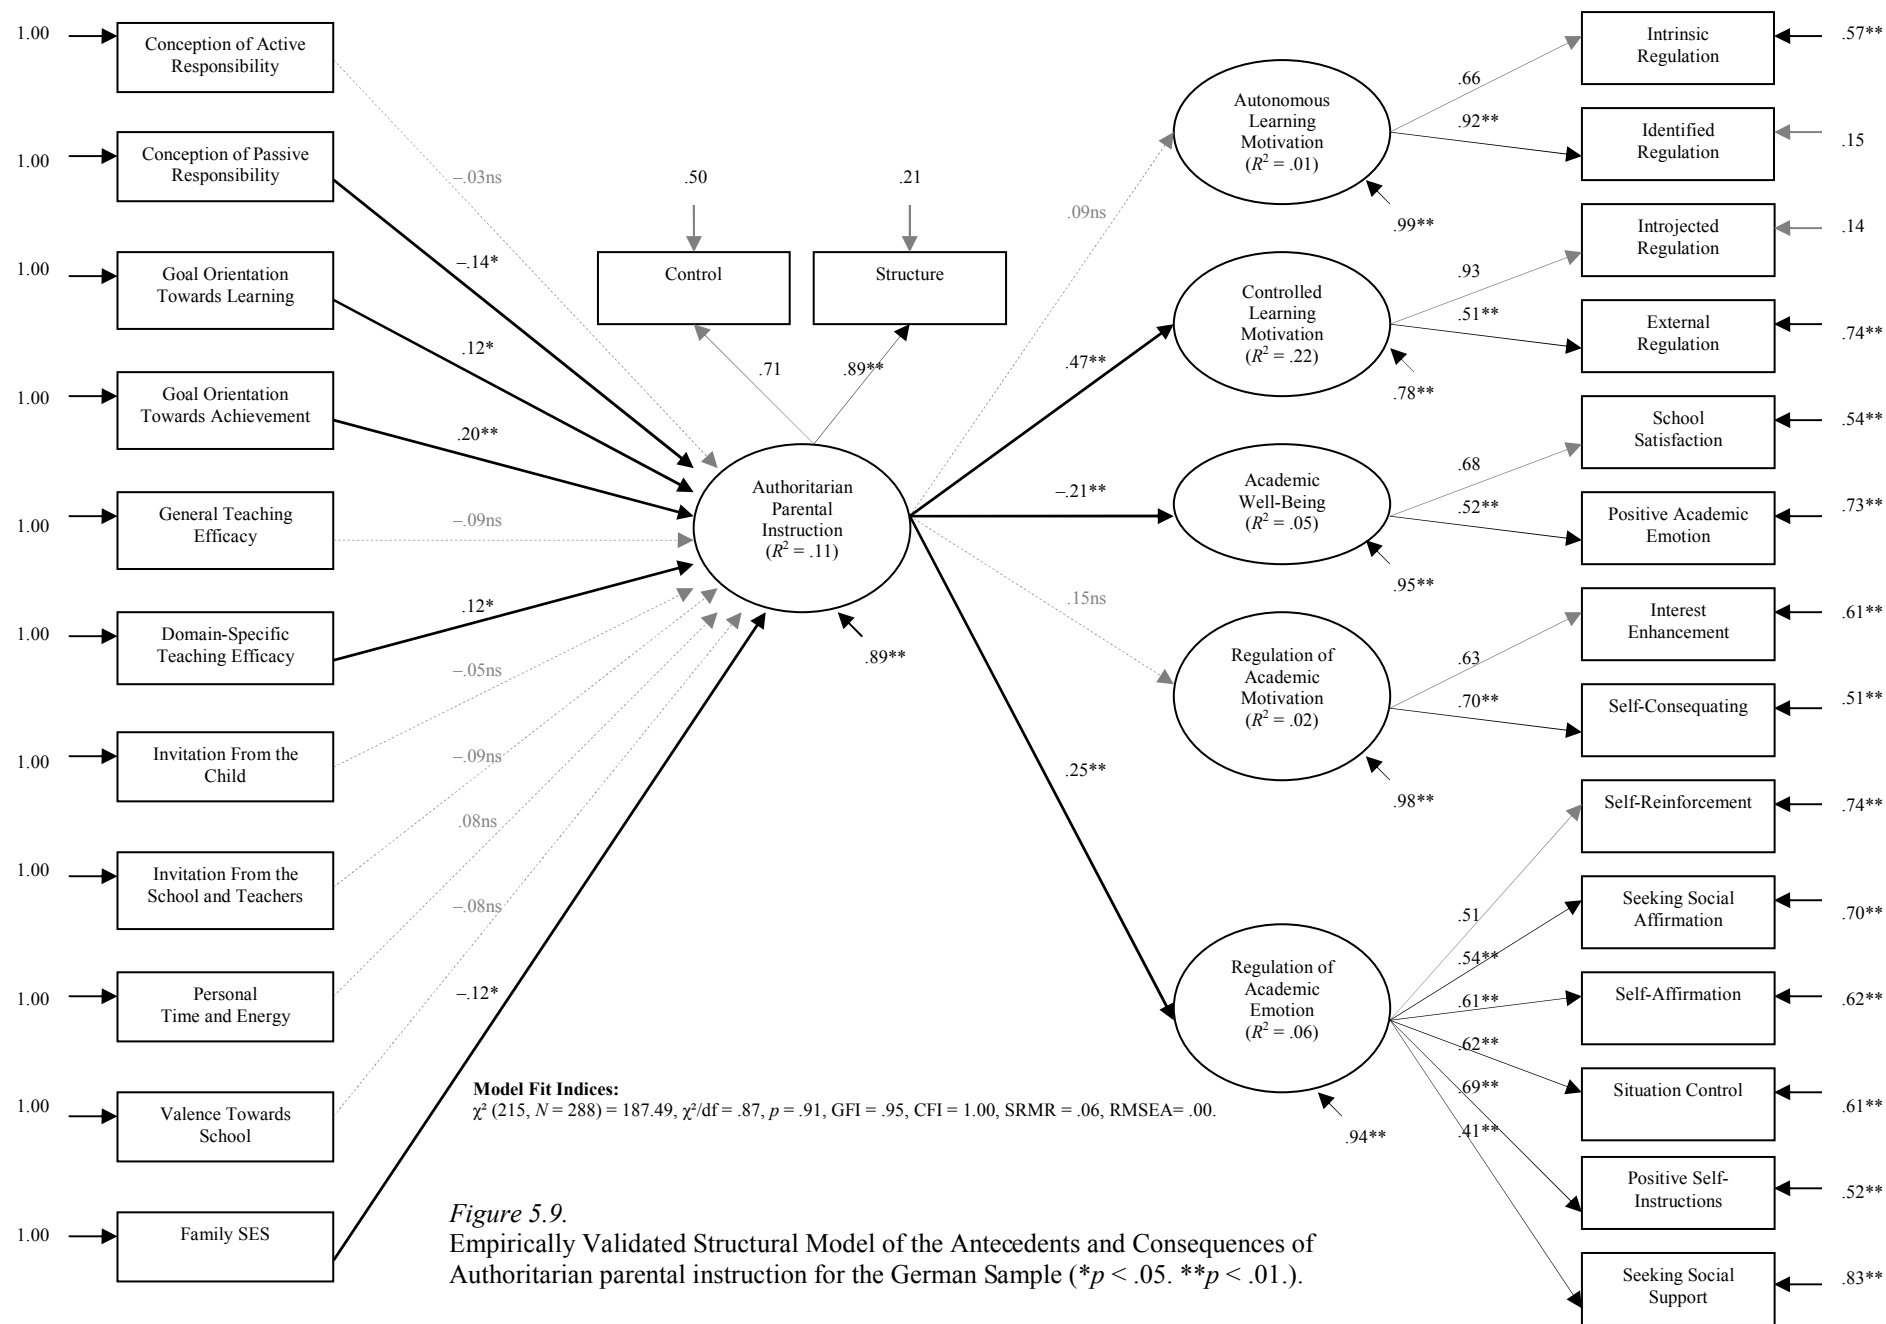 1.00
Conception of Active
Responsibility
1.00
Conception of Passive
Responsibility
1.00
Goal Orientation
Towards Learning
1.00
Goal Orientation
Towards Achievement
1.00
General Teaching
Efficacy
1.00
Domain-Specific
Teaching Efficacy
1.00
Invitation From the
Child
1.00
Invitation From the
School and Teachers
1.00
Personal
Time and Energy
1.00
Valence Towards
School
1.00
Family SES
–.03ns
–.14*
.12*
.20**
–.09ns
.12*
–.05ns
–.09ns
.08ns
–.08ns
–.12*
.50
.21
Control
Structure
.71
.89**
Authoritarian
Parental
Instruction
(R² = .11)
.89**
.09ns
.47**
–.21**
.15ns
.25**
Autonomous
Learning
Motivation
(R² = .01)
.99**
Controlled
Learning
Motivation
(R² = .22)
.78**
Academic
Well-Being
(R² = .05)
.95**
Regulation of
Academic
Motivation
(R² = .02)
.98**
Regulation of
Academic
Emotion
(R² = .06)
.94**
.66
.92**
.93
.51**
.68
.52**
.63
.70**
.51
.54**
.61**
.62**
.69**
.41**
Intrinsic
Regulation
.57**
Identified
Regulation
.15
Introjected
Regulation
.14
External
Regulation
.74**
School
Satisfaction
.54**
Positive Academic
Emotion
.73**
Interest
Enhancement
.61**
Self-Consequating
.51**
Self-Reinforcement
.74**
Seeking Social
Affirmation
.70**
Self-Affirmation
.62**
Situation Control
.61**
Positive Self-
Instructions
.52**
Seeking Social
Support
.83**
Model Fit Indices:
χ² (215, N = 288) = 187.49, χ²/df = .87, p = .91, GFI = .95, CFI = 1.00, SRMR = .06, RMSEA= .00.
Figure 5.9.
Empirically Validated Structural Model of the Antecedents and Consequences of
Authoritarian parental instruction for the German Sample (*p < .05. **p < .01.).